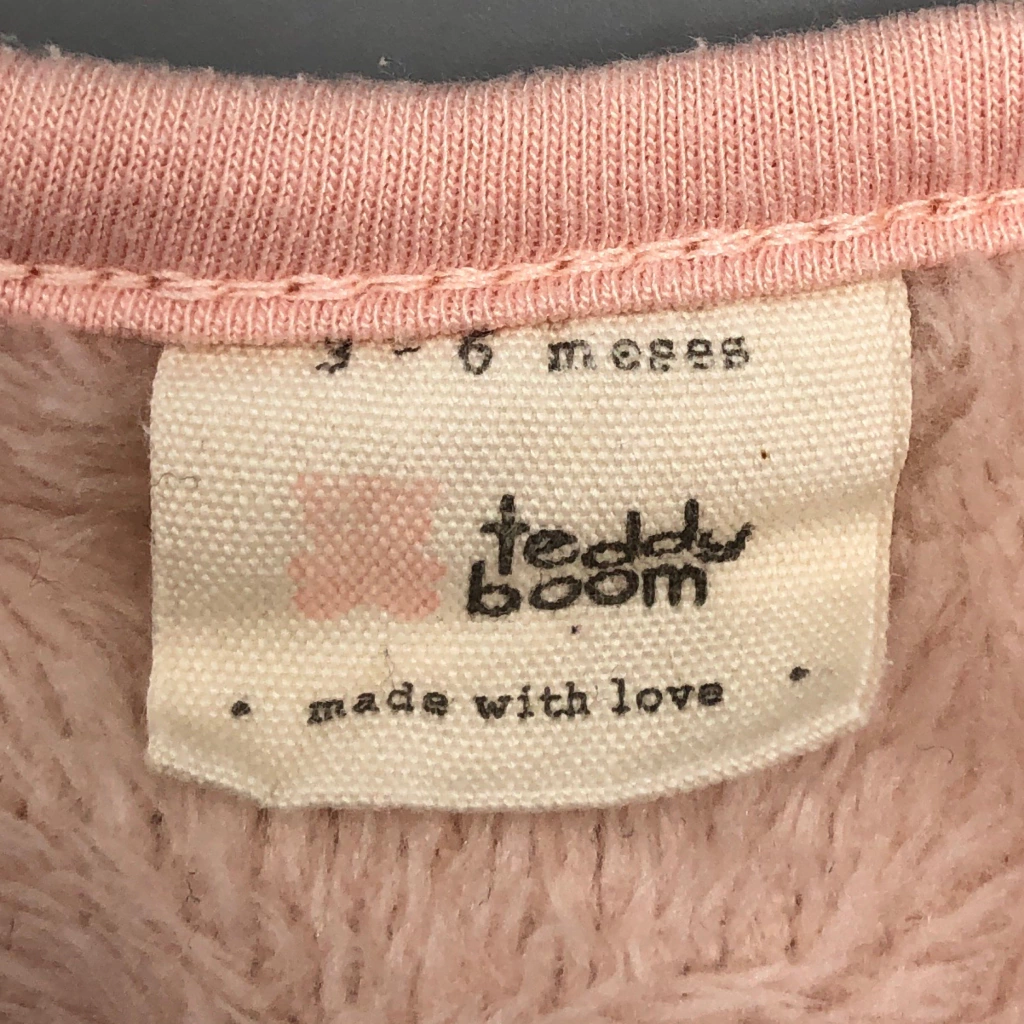 3 - 6 meses
teddy
boom
• made with love •